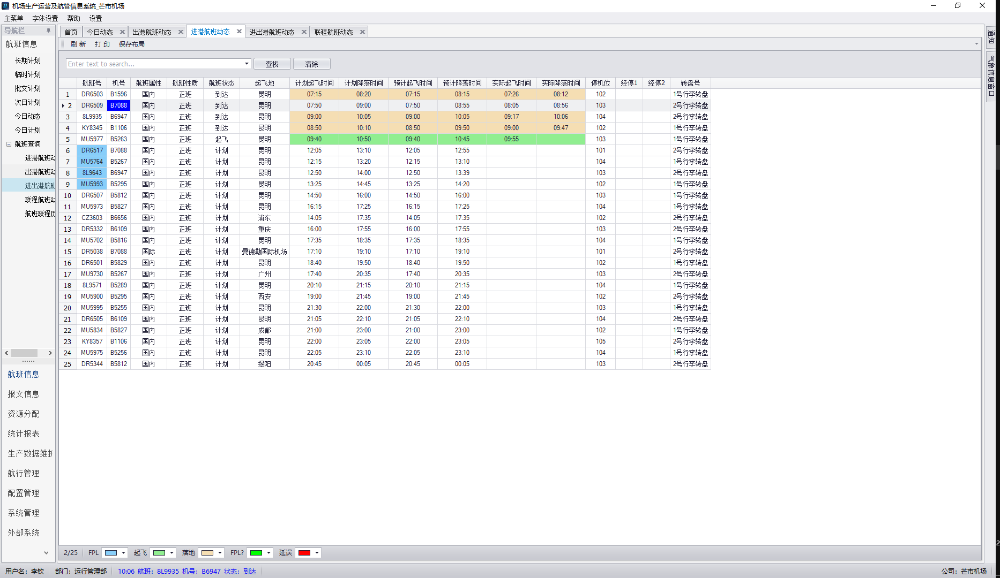 机场生产运营及航管信息系统_芒市机场
主菜单 字体设置 帮助 设置
导航栏
航班信息
长期计划
临时计划
批文计划
次日计划
今日动态
今日计划
航班查询
进港航班动
出港航班动
进出港航班
联程航班动
航班联程历
航班信息
报文信息
资源分配
统计报表
生产数据维护
航行管理
配置管理
系统管理
外部系统
首页 今日动态 出港航班动态 进港航班动态 进出港航班动态 联程航班动态
刷 新 打 印 保存布局
Enter text to search... 查找 清除
航班号 机号 航班属性 航班性质 航班状态 起飞地 计划起飞时间 计划降落时间 预计起飞时间 预计降落时间 实际起飞时间 实际降落时间 停机位 经停1 经停2 转盘号
1 DR6503 B1596 国内 正班 到达 昆明 07:15 08:20 07:15 08:15 07:26 08:12 102 1号行李转盘
2 DR6509 B7088 国内 正班 到达 昆明 07:50 09:00 07:50 08:55 08:05 08:56 103 2号行李转盘
3 8L9935 B6947 国内 正班 到达 昆明 09:00 10:05 09:00 10:05 09:17 10:06 104 2号行李转盘
4 KY8345 B1106 国内 正班 到达 昆明 08:50 10:10 08:50 09:50 09:00 09:47 102 1号行李转盘
5 MU5977 B5263 国内 正班 起飞 昆明 09:40 10:50 09:40 10:45 09:55 103 1号行李转盘
6 DR6517 B7088 国内 正班 计划 昆明 12:05 13:10 12:05 12:55 101 2号行李转盘
7 MU5764 B5267 国内 正班 计划 昆明 12:15 13:20 12:15 13:10 104 1号行李转盘
8 8L9643 B6947 国内 正班 计划 昆明 12:50 14:00 12:50 13:39 103 2号行李转盘
9 MU5993 B5295 国内 正班 计划 昆明 13:25 14:45 13:25 14:20 102 1号行李转盘
10 DR6507 B5812 国内 正班 计划 昆明 14:50 16:00 14:50 16:00 103 1号行李转盘
11 MU5973 B5827 国内 正班 计划 昆明 16:15 17:25 16:15 17:25 104 1号行李转盘
12 CZ3603 B6656 国内 正班 计划 浦东 14:05 17:35 14:05 17:35 102 2号行李转盘
13 DR5332 B6109 国内 正班 计划 重庆 16:00 17:55 16:00 17:55 103 2号行李转盘
14 MU5702 B5816 国内 正班 计划 昆明 17:35 18:35 17:35 18:35 104 1号行李转盘
15 DR5038 B7088 国际 正班 计划 曼德勒国际机场 17:10 19:10 17:10 19:10 101 2号行李转盘
16 DR6501 B5829 国内 正班 计划 昆明 18:40 19:50 18:40 19:50 102 1号行李转盘
17 MU9730 B5267 国内 正班 计划 广州 17:40 20:35 17:40 20:35 103 2号行李转盘
18 8L9571 B5289 国内 正班 计划 昆明 20:10 21:15 20:10 21:15 104 1号行李转盘
19 MU5900 B5295 国内 正班 计划 西安 19:00 21:45 19:00 21:45 102 2号行李转盘
20 MU5995 B5255 国内 正班 计划 昆明 21:30 22:00 21:30 22:00 103 1号行李转盘
21 DR6505 B6109 国内 正班 计划 昆明 21:05 22:10 21:05 22:10 104 2号行李转盘
22 MU5834 B5827 国内 正班 计划 成都 21:00 23:00 21:00 23:00 102 1号行李转盘
23 KY8357 B1106 国内 正班 计划 昆明 22:00 23:05 22:00 23:05 105 2号行李转盘
24 MU5975 B5256 国内 正班 计划 昆明 22:05 23:10 22:05 23:10 104 1号行李转盘
25 DR5344 B5812 国内 正班 计划 揭阳 20:45 00:05 20:45 00:05 103 2号行李转盘
2/25 FPL 起飞 落地 FPL? 延误
通知
气象信息窗口
2
用户名：李钦 部门：运行管理部 10:06 航班：8L9935 机号：B6947 状态：到达 公司：芒市机场